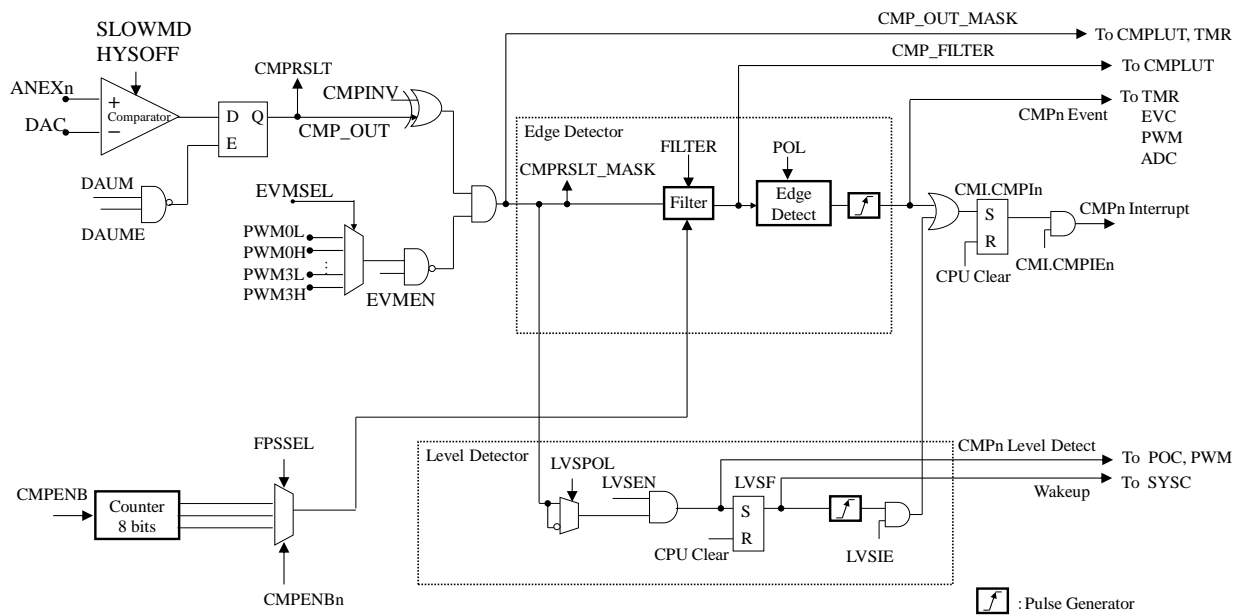 SLOWMD
HYSOFF
CMP_OUT_MASK
To CMPLUT, TMR
CMP_FILTER
To CMPLUT
ANEXn
+
Comparator
DAC
−
D Q
E
CMPRSLT
CMPINV
CMP_OUT
CMPn Event
To TMR
EVC
PWM
ADC
DAUM
DAUME
EVMSEL
PWM0L
PWM0H
PWM3L
PWM3H
EVMEN
Edge Detector
CMPRSLT_MASK
FILTER
Filter
POL
Edge
Detect
CMI.CMPIn
S
R
CPU Clear
CMPn Interrupt
CMI.CMPIEn
FPSSEL
CMPENB
Counter
8 bits
CMPENBn
Level Detector
LVSPOL
LVSEN
LVSF
S
R
CPU Clear
CMPn Level Detect
To POC, PWM
Wakeup
To SYSC
LVSIE
: Pulse Generator